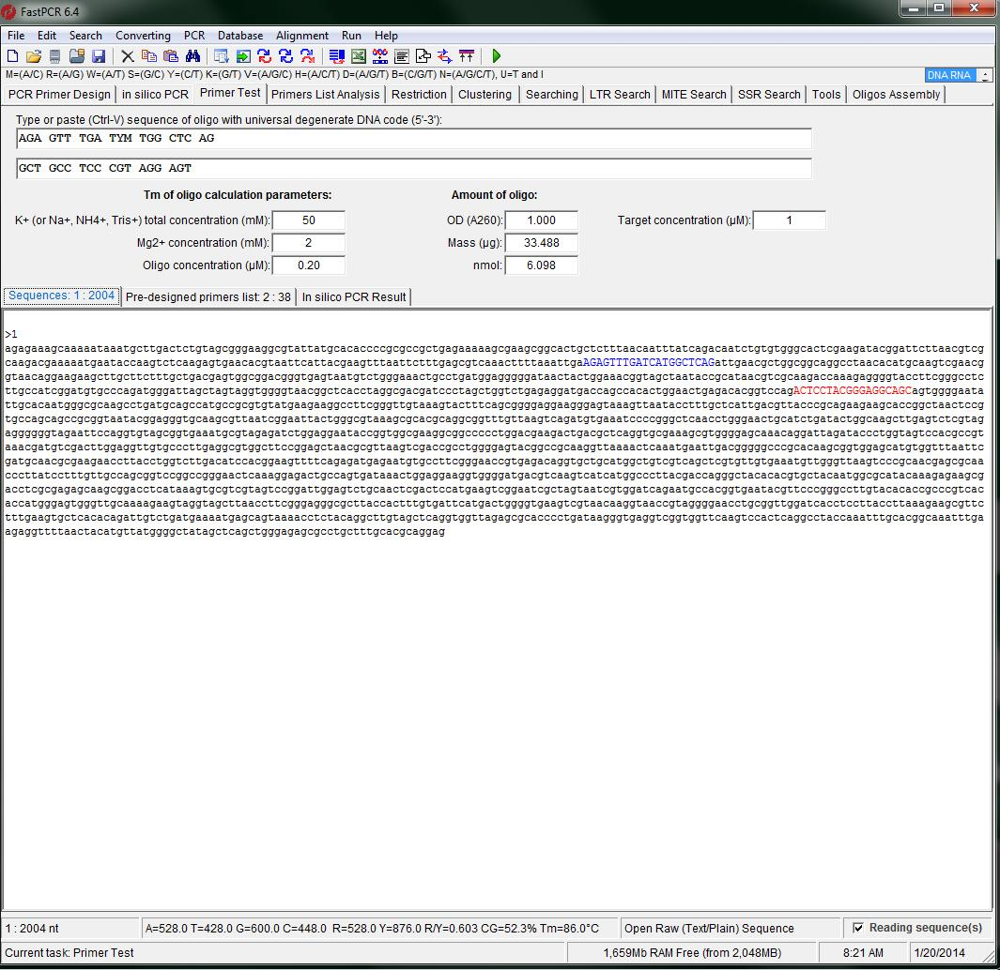 FastPCR 6.4
File Edit Search Converting PCR Database Alignment Run Help
M=(A/C) R=(A/G) W=(A/T) S=(G/C) Y=(C/T) K=(G/T) V=(A/G/C) H=(A/C/T) D=(A/G/T) B=(C/G/T) N=(A/G/C/T), U=T and I
DNA RNA
PCR Primer Design in silico PCR Primer Test Primers List Analysis Restriction Clustering Searching LTR Search MITE Search SSR Search Tools Oligos Assembly
Type or paste (Ctrl-V) sequence of oligo with universal degenerate DNA code (5'-3'):
AGA GTT TGA TYM TGG CTC AG
GCT GCC TCC CGT AGG AGT
Tm of oligo calculation parameters: Amount of oligo:
K+ (or Na+, NH4+, Tris+) total concentration (mM): 50 OD (A260): 1.000 Target concentration (µM): 1
Mg2+ concentration (mM): 2 Mass (µg): 33.488
Oligo concentration (µM): 0.20 nmol: 6.098
Sequences: 1 : 2004 Pre-designed primers list: 2 : 38 In silico PCR Result
>1
agagaaagcaaaaataaatgcttgactctgtagcgggaaggcgtattatgcacaccccgcgccgctgagaaaaagcgaagcggcactgctctttaacaatttatcagacaatctgtgtgggcactcgaagatacggattcttaacgtcg
caagacgaaaaatgaataccaagtctcaagagtgaacacgtaattcattacgaagtttaattctttgagcgtcaaacttttaaattgaAGAGTTTGATCATGGCTCAGattgaacgctggcggcaggcctaacacatgcaagtcgaacg
gtaacaggaagaagcttgcttctttgctgacgagtggcggacgggtgagtaatgtctgggaaactgcctgatggagggggataactactggaaacggtagctaataccgcataacgtcgcaagaccaaagaggggtaccttcgggcctc
ttgccatcggatgtgcccagatgggattagctagtaggtggggtaacggctcacctaggcgacgatccctagctggtctgagaggatgaccagccacactggaactgagacacggtccagACTCCTACGGGAGGCAGCagtggggaata
ttgcacaatgggcgcaagcctgatgcagccatgccgcgtgtatgaagaaggccttcgggttgtaaagtactttcagcggggaggaagggagtaaagttaatacctttgctcattgacgttacccgcagaagaagcaccggctaactccg
tgccagcagccgcggtaatacggagggtgcaagcgttaatcggaattactgggcgtaaagcgcacgcaggcggtttgttaagtcagatgtgaaatccccgggctcaacctgggaactgcatctgatactggcaagcttgagtctcgtag
aggggggtagaattccaggtgtagcggtgaaatgcgtagagatctggaggaataccggtggcgaaggcggccccctggacgaagactgacgctcaggtgcgaaagcgtggggagcaaacaggattagataccctggtagtccacgccgt
aaacgatgtcgacttggaggttgtgcccttgaggcgtggcttccggagctaacgcgttaagtcgaccgcctggggagtacggccgcaaggttaaaactcaaatgaattgacgggggcccgcacaagcggtggagcatgtggtttaattc
gatgcaacgcgaagaaccttacctggtcttgacatccacggaagttttcagagatgagaatgtgccttcgggaaccgtgagacaggtgctgcatggctgtcgtcagctcgtgttgtgaaatgttgggttaagtcccgcaacgagcgcaa
cccttatcctttgttgccagcggtccggccgggaactcaaaggagactgccagtgataaactggaggaaggtggggatgacgtcaagtcatcatggcccttacgaccagggctacacacgtgctacaatggcgcatacaaagagaagcg
acctcgcgagagcaagcggacctcataaagtgcgtcgtagtccggattggagtctgcaactcgactccatgaagtcggaatcgctagtaatcgtggatcagaatgccacggtgaatacgttcccgggccttgtacacaccgcccgtcac
accatgggagtgggttgcaaaagaagtaggtagcttaaccttcgggagggcgcttaccactttgtgattcatgactggggtgaagtcgtaacaaggtaaccgtaggggaacctgcggttggatcacctccttaccttaaagaagcgttc
tttgaagtgctcacacagattgtctgatgaaaatgagcagtaaaacctctacaggcttgtagctcaggtggttagagcgcacccctgataagggtgaggtcggtggttcaagtccactcaggcctaccaaatttgcacggcaaatttga
agaggttttaactacatgttatggggctatagctcagctgggagagcgcctgctttgcacgcaggag
1 : 2004 nt A=528.0 T=428.0 G=600.0 C=448.0 R=528.0 Y=876.0 R/Y=0.603 CG=52.3% Tm=86.0°C Open Raw (Text/Plain) Sequence Reading sequence(s)
Current task: Primer Test 1,659Mb RAM Free (from 2,048MB) 8:21 AM 1/20/2014